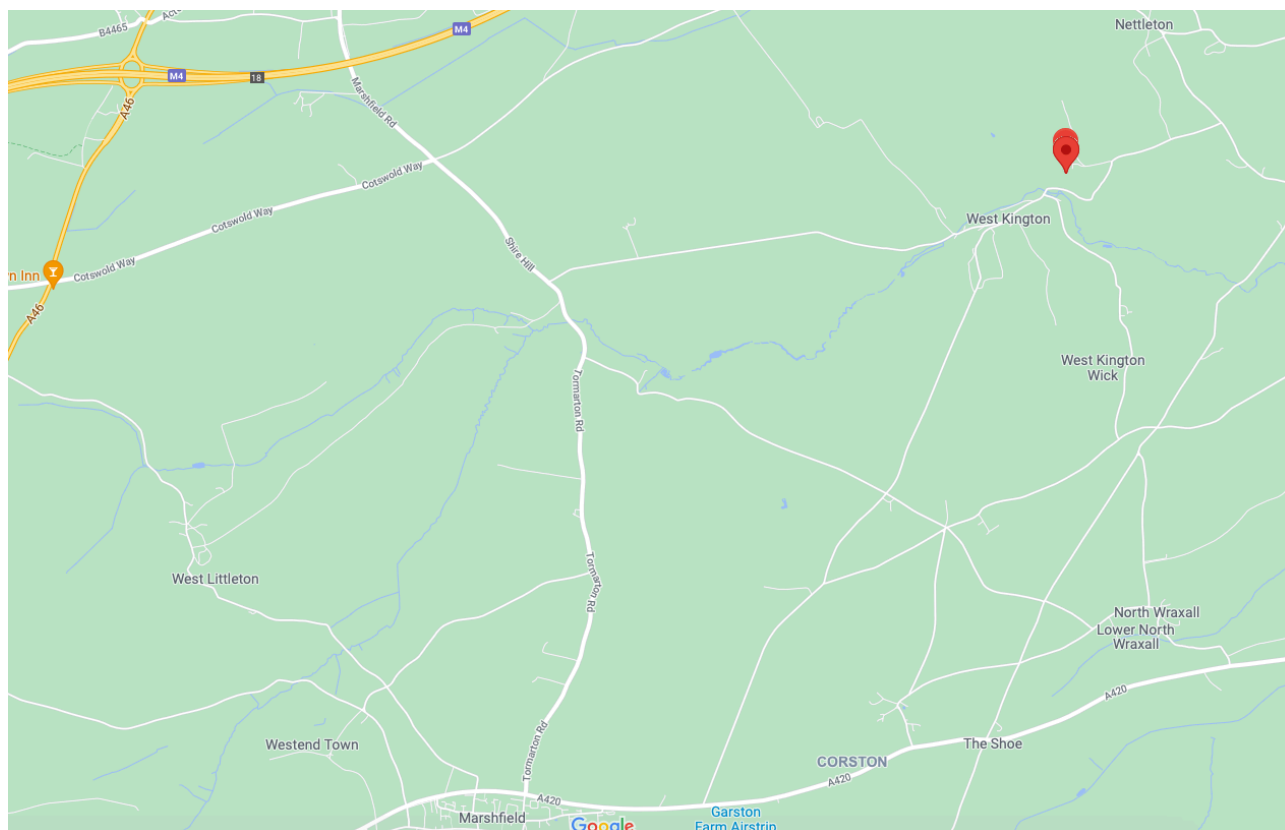 B4465
M4
Nettleton
M4
18
A46
Marshfield Rd
Cotswold Way
Cotswold Way
West Kington
Shire Hill
Cotswold Way
Inn
A46
West Kington
Wick
Tormarton Rd
West Littleton
Tormarton Rd
North Wraxall
Lower North
Wraxall
A420
Westend Town
Tormarton Rd
The Shoe
CORSTON
A420
A420
Marshfield
Google
Garston
Farm Airstrip